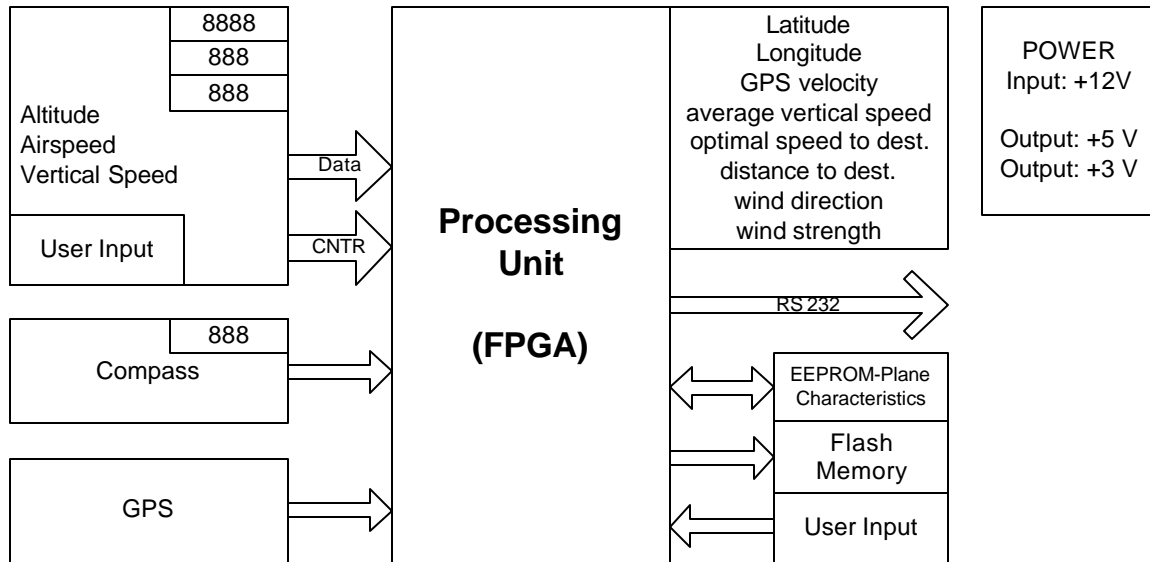 8888
888
888
Altitude
Airspeed
Vertical Speed
User Input
Data
CNTR
888
Compass
GPS
Processing
Unit
(FPGA)
Latitude
Longitude
GPS velocity
average vertical speed
optimal speed to dest.
distance to dest.
wind direction
wind strength
RS 232
EEPROM-Plane
Characteristics
Flash
Memory
User Input
POWER
Input: +12V
Output: +5 V
Output: +3 V